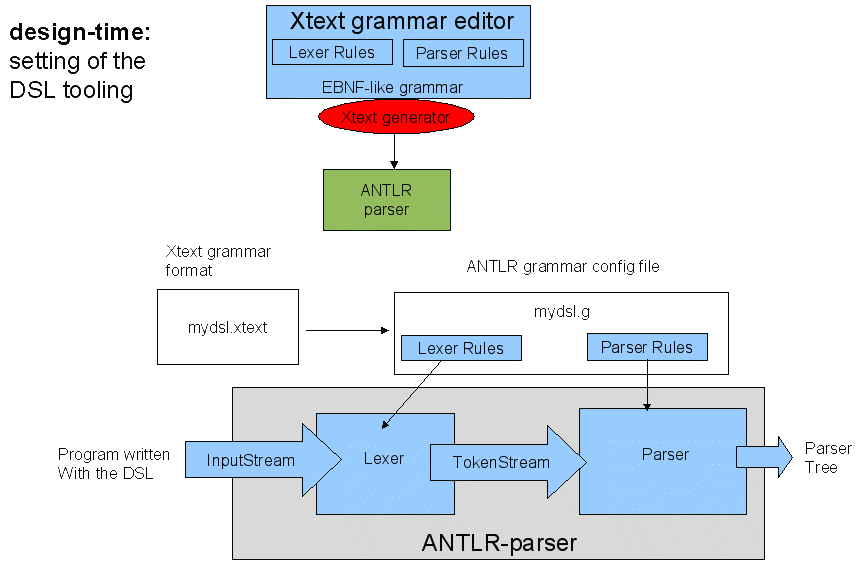 design-time:
setting of the
DSL tooling
Xtext grammar editor
Lexer Rules
Parser Rules
EBNF-like grammar
Xtext generator
ANTLR
parser
Xtext grammar
format
ANTLR grammar config file
mydsl.xtext
mydsl.g
Lexer Rules
Parser Rules
Program written
With the DSL
InputStream
Lexer
TokenStream
Parser
Parser
Tree
ANTLR-parser